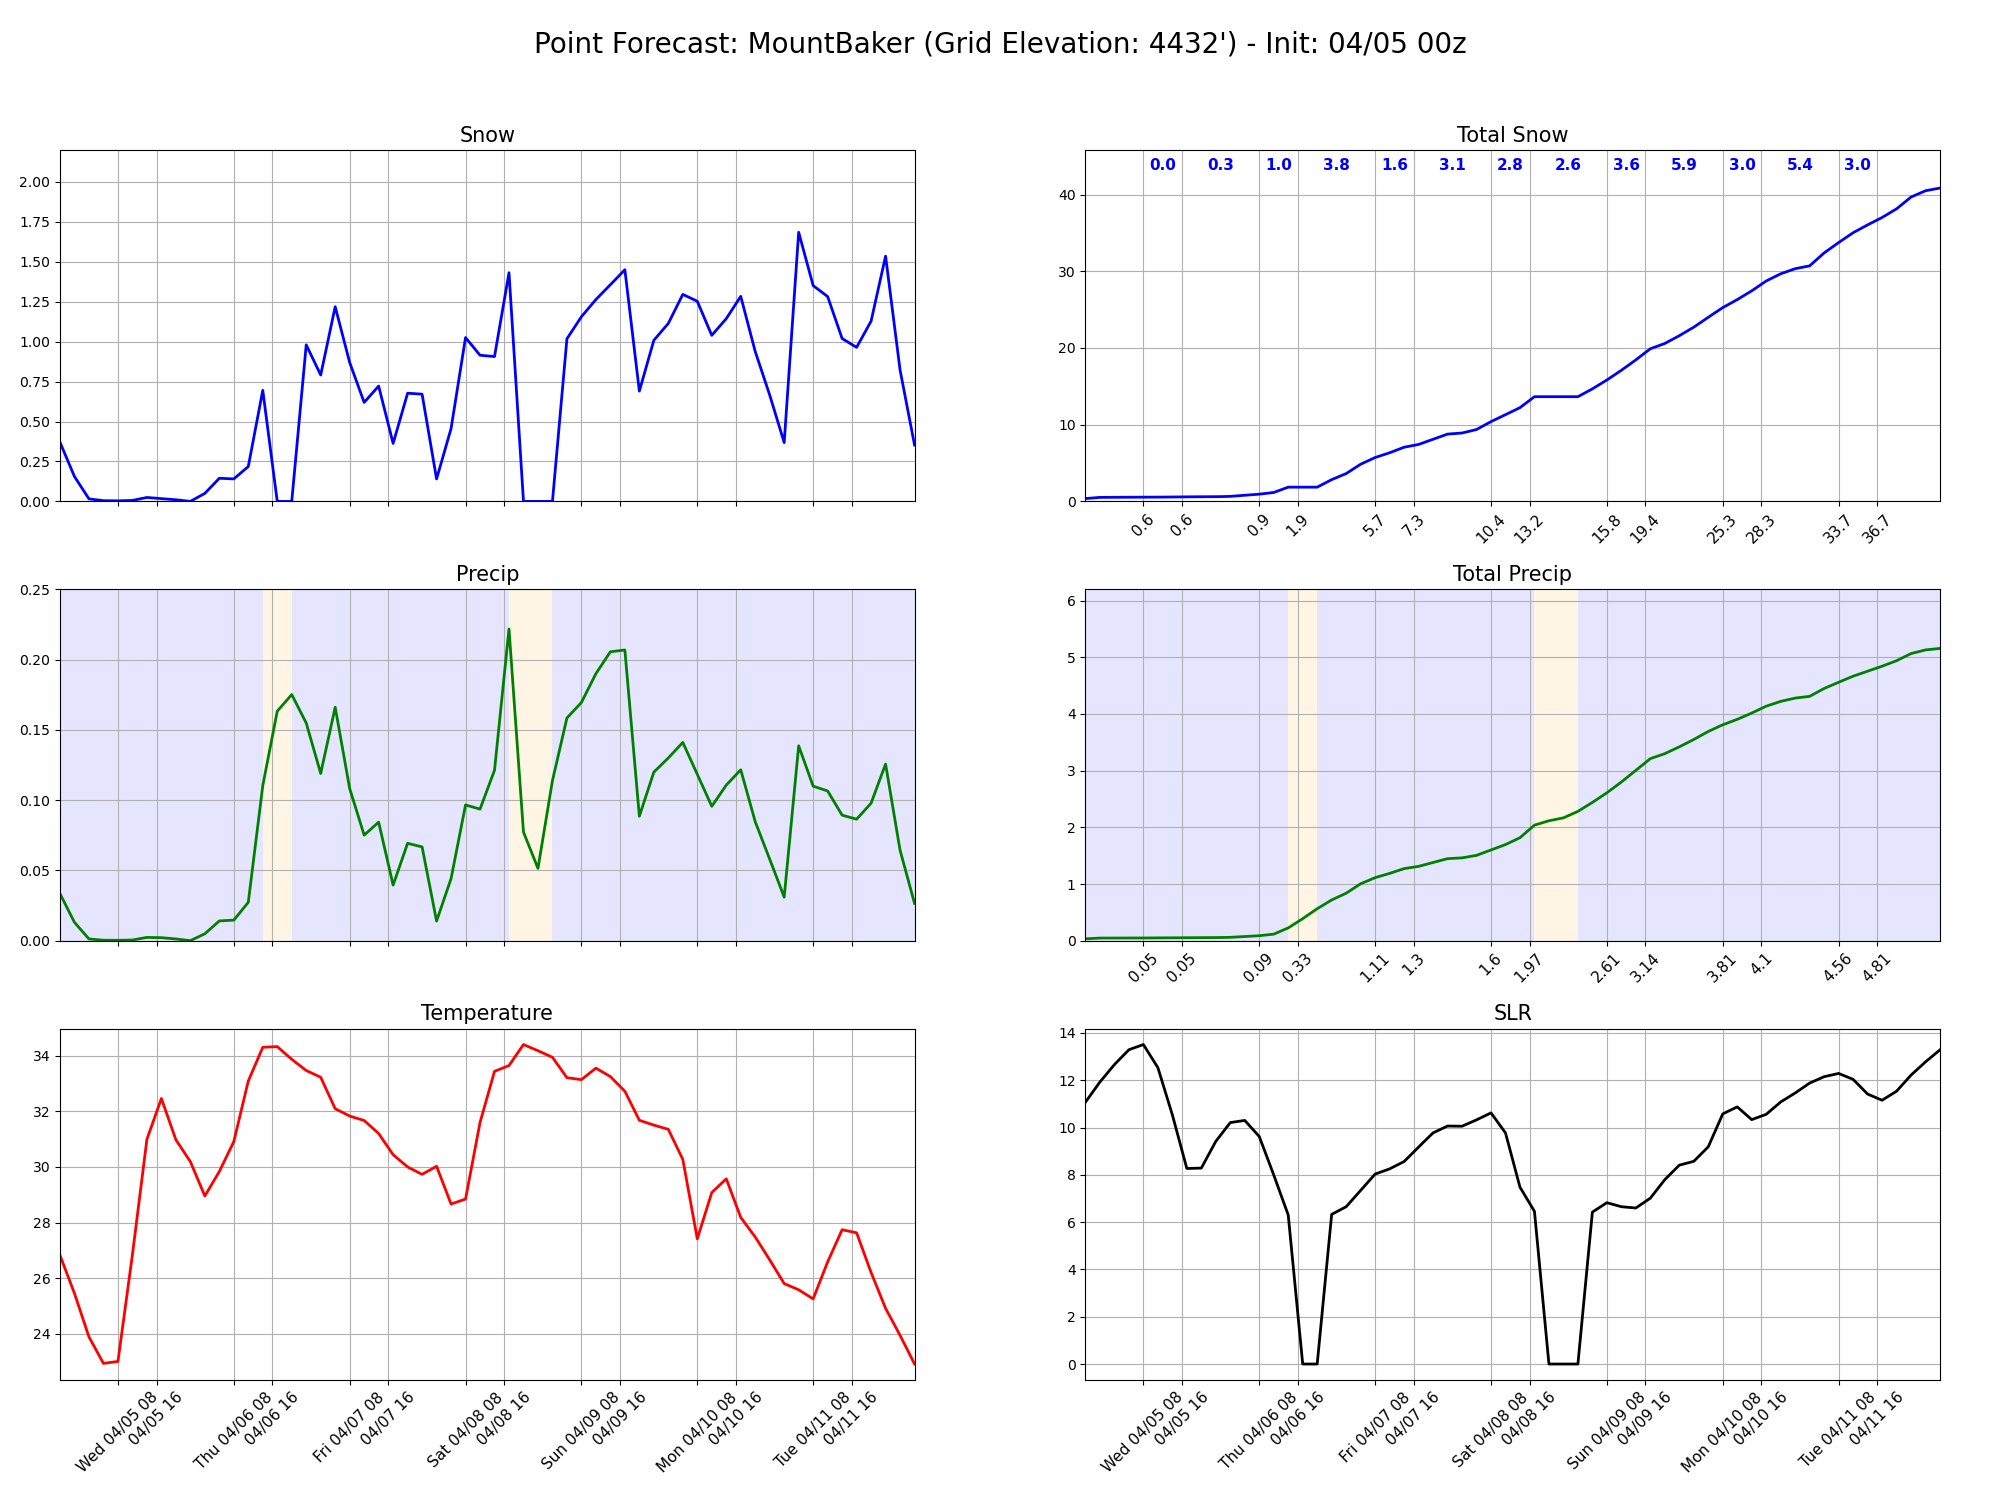 Point Forecast: MountBaker (Grid Elevation: 4432') - Init: 04/05 00z
Snow
2.00
1.75
1.50
1.25
1.00
0.75
0.50
0.25
0.00
Total Snow
0.0 0.3 1.0 3.8 1.6 3.1 2.8 2.6 3.6 5.9 3.0 5.4 3.0
40
30
20
10
0
0.6 0.6 0.9 1.9 5.7 7.3 10.4 13.2 15.8 19.4 25.3 28.3 33.7 36.7
Precip
0.25
0.20
0.15
0.10
0.05
0.00
Total Precip
6
5
4
3
2
1
0
0.05 0.05 0.09 0.33 1.11 1.3 1.6 1.97 2.61 3.14 3.81 4.1 4.56 4.81
Temperature
34
32
30
28
26
24
Wed 04/05 08
04/05 16
Thu 04/06 08
04/06 16
Fri 04/07 08
04/07 16
Sat 04/08 08
04/08 16
Sun 04/09 08
04/09 16
Mon 04/10 08
04/10 16
Tue 04/11 08
04/11 16
SLR
14
12
10
8
6
4
2
0
Wed 04/05 08
04/05 16
Thu 04/06 08
04/06 16
Fri 04/07 08
04/07 16
Sat 04/08 08
04/08 16
Sun 04/09 08
04/09 16
Mon 04/10 08
04/10 16
Tue 04/11 08
04/11 16